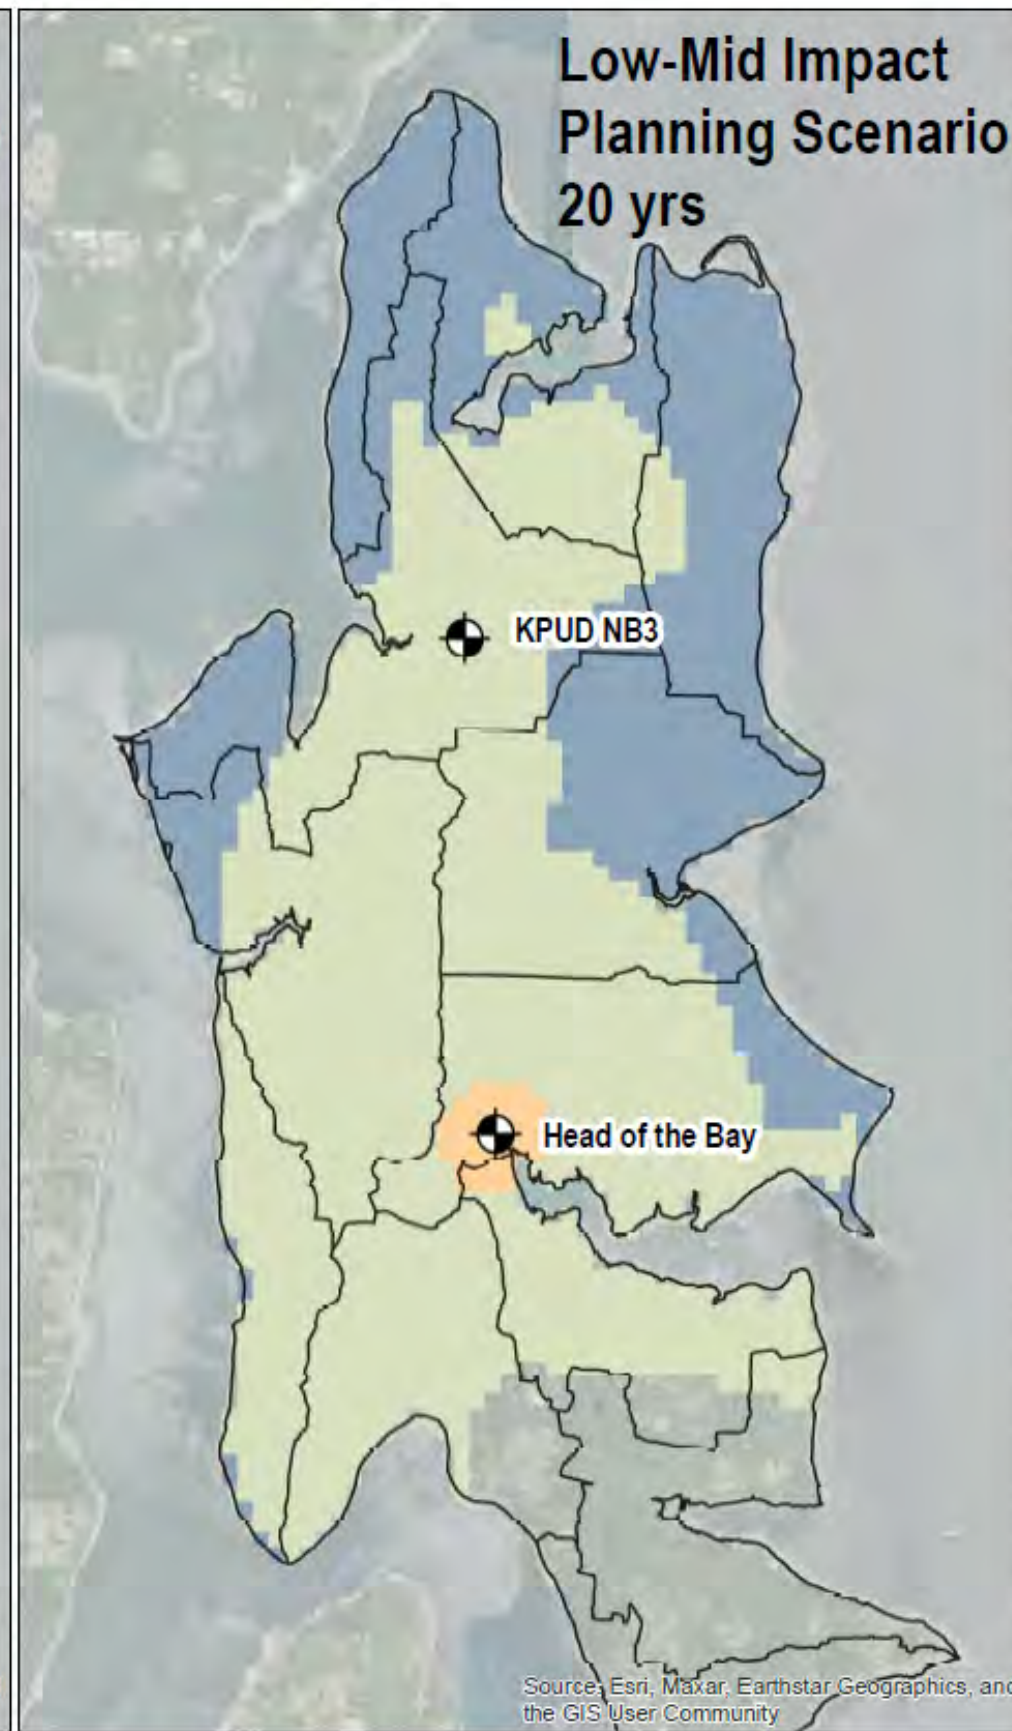 Low-Mid Impact
Planning Scenario
20 yrs
KPUD NB3
Head of the Bay
Source: Esri, Maxar, Earthstar Geographics, and
the GIS User Community